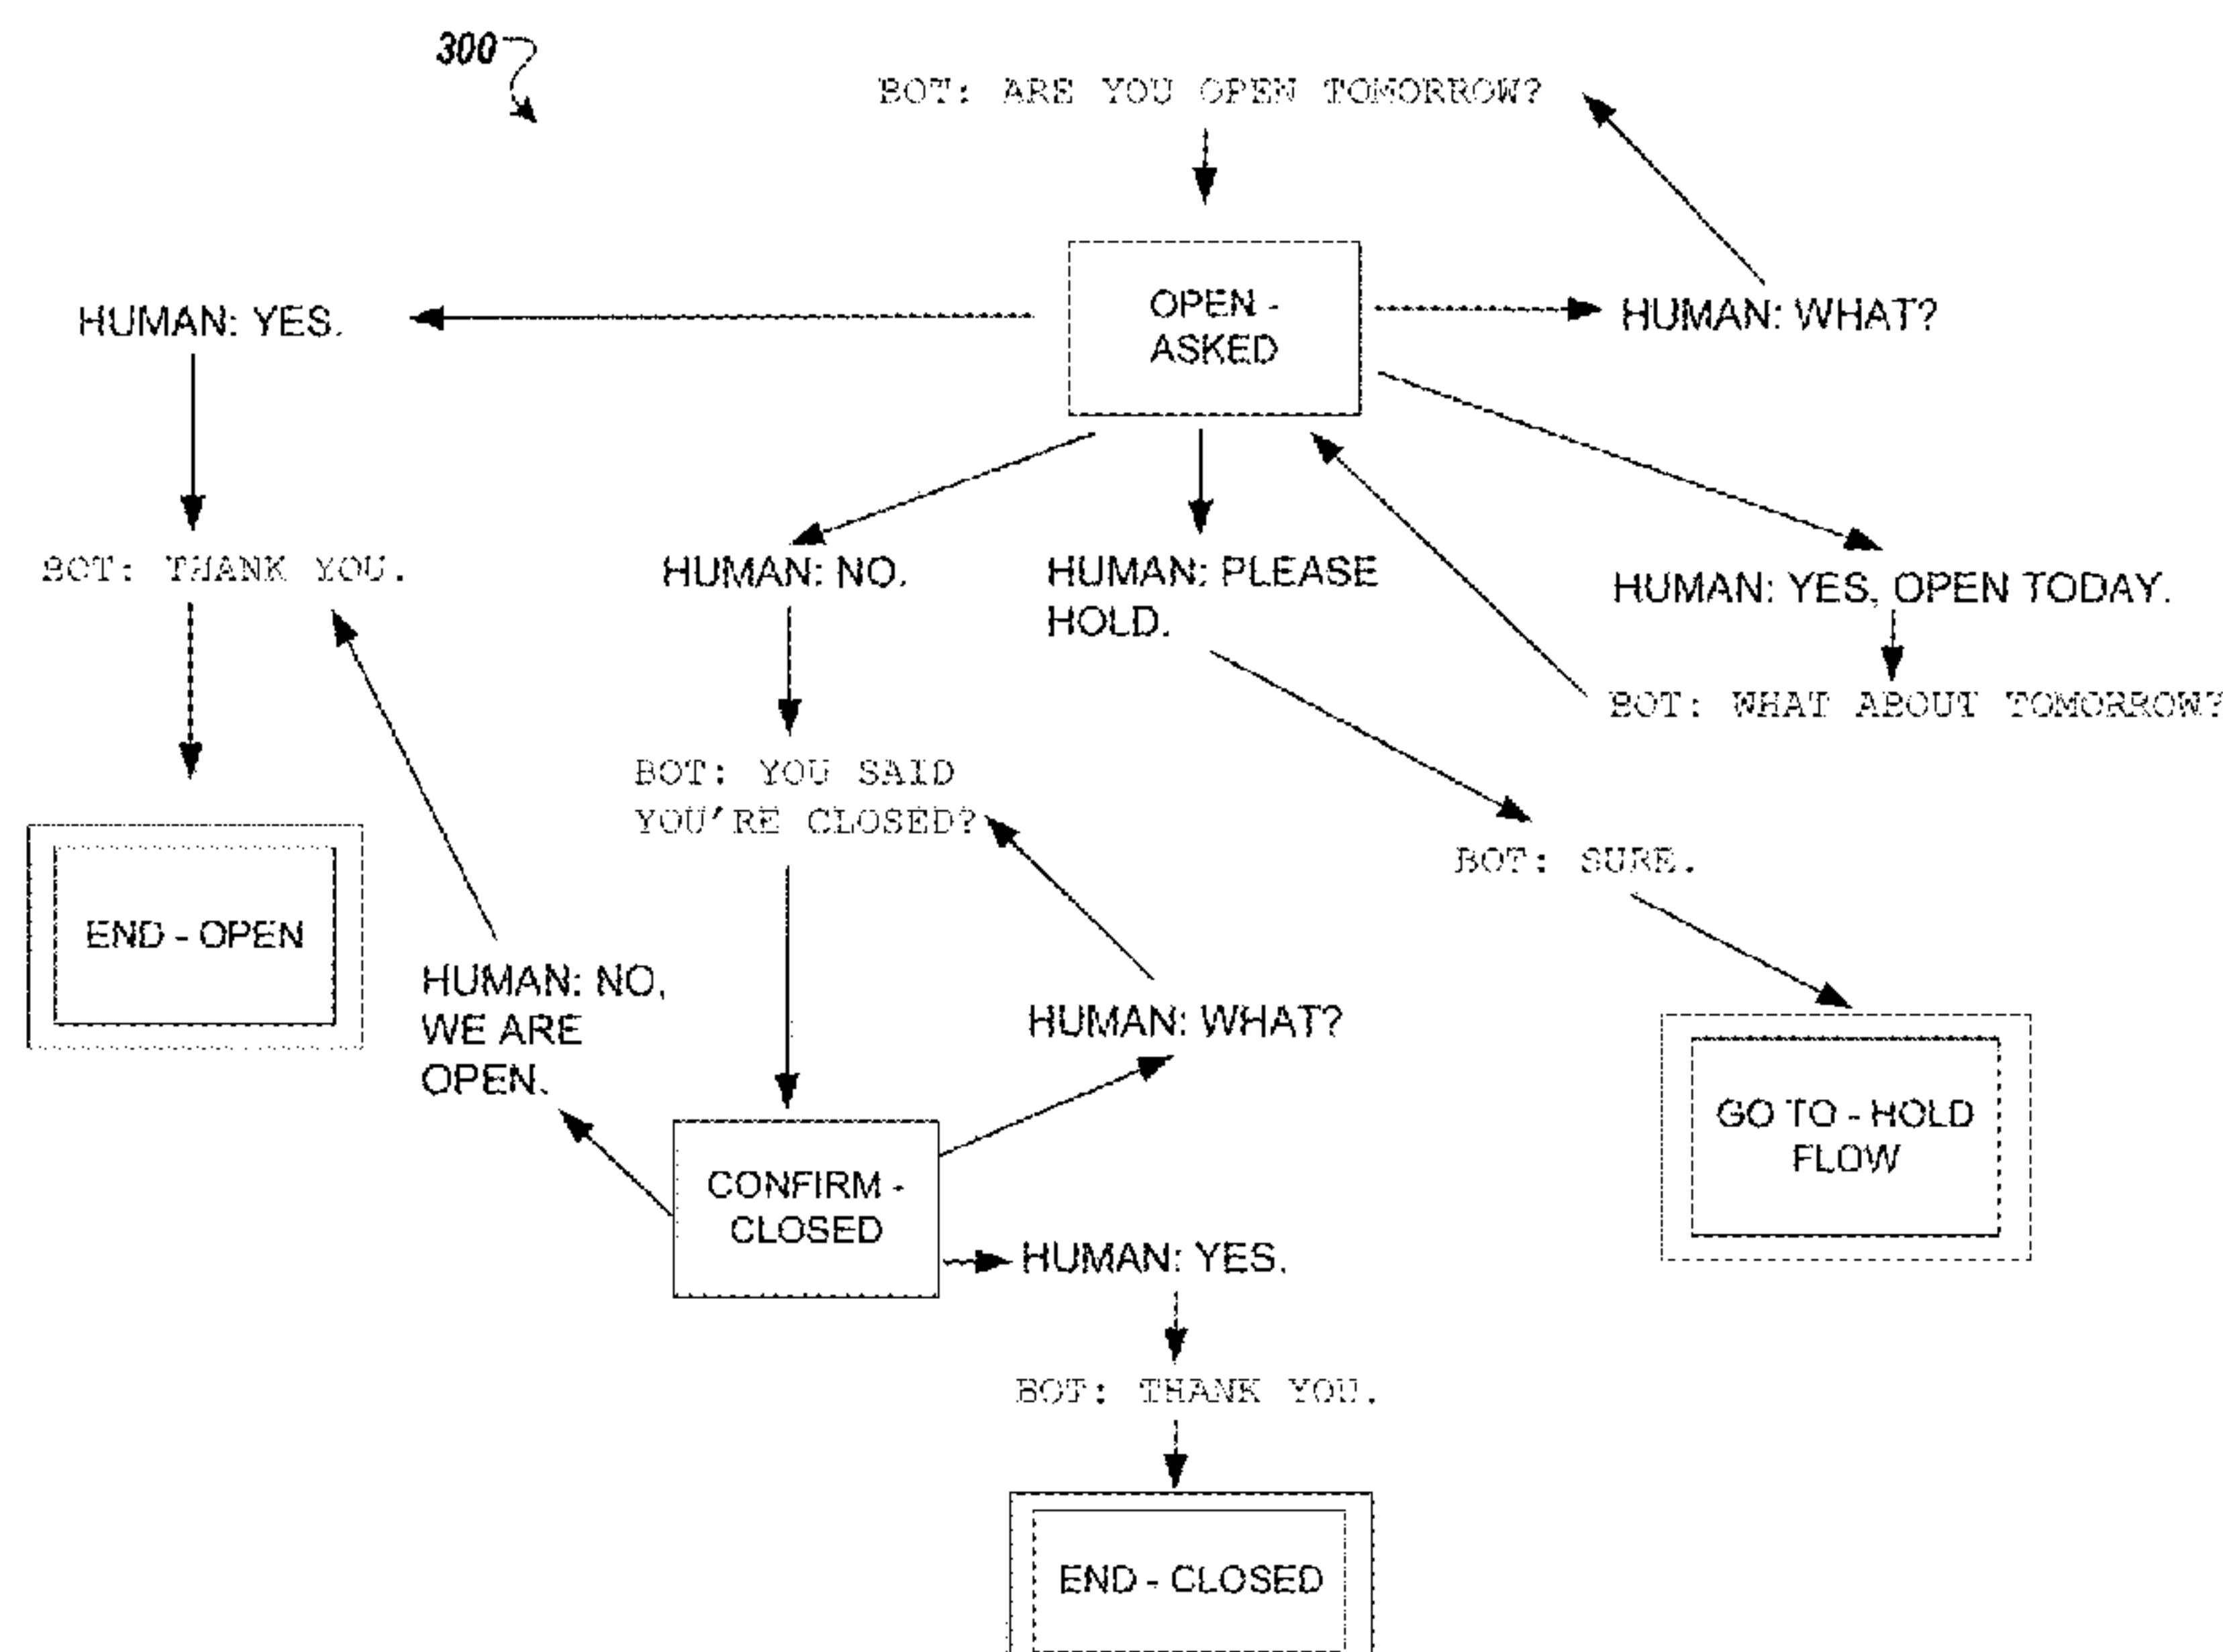 300
BOT: ARE YOU OPEN TOMORROW?
OPEN -
ASKED
HUMAN: YES.
HUMAN: WHAT?
BOT: THANK YOU.
HUMAN: NO.
HUMAN: PLEASE
HOLD.
HUMAN: YES, OPEN TODAY.
BOT: WHAT ABOUT TOMORROW?
BOT: YOU SAID
YOU'RE CLOSED?
BOT: SURE.
END - OPEN
HUMAN: NO,
WE ARE
OPEN.
HUMAN: WHAT?
GO TO - HOLD
FLOW
CONFIRM -
CLOSED
HUMAN: YES.
BOT: THANK YOU.
END - CLOSED